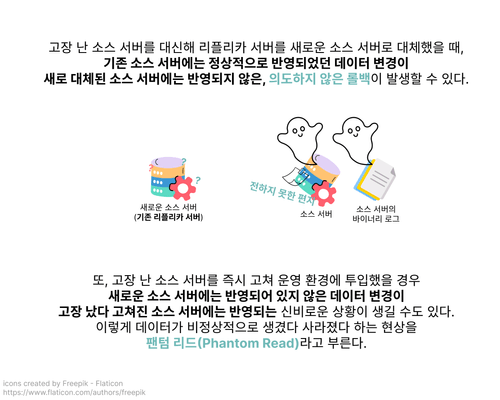 고장 난 소스 서버를 대신해 리플리카 서버를 새로운 소스 서버로 대체했을 때,
기존 소스 서버에는 정상적으로 반영되었던 데이터 변경이
새로 대체된 소스 서버에는 반영되지 않은, 의도하지 않은 롤백이 발생할 수 있다.
? ?
?
전하지 못한 편지
새로운 소스 서버
(기존 리플리카 서버)
소스 서버
소스 서버의
바이너리 로그
또, 고장 난 소스 서버를 즉시 고쳐 운영 환경에 투입했을 경우
새로운 소스 서버에는 반영되어 있지 않은 데이터 변경이
고장 났다 고쳐진 소스 서버에는 반영되는 신비로운 상황이 생길 수도 있다.
이렇게 데이터가 비정상적으로 생겼다 사라졌다 하는 현상을
팬텀 리드(Phantom Read)라고 부른다.
icons created by Freepik - Flaticon
https://www.flaticon.com/authors/freepik